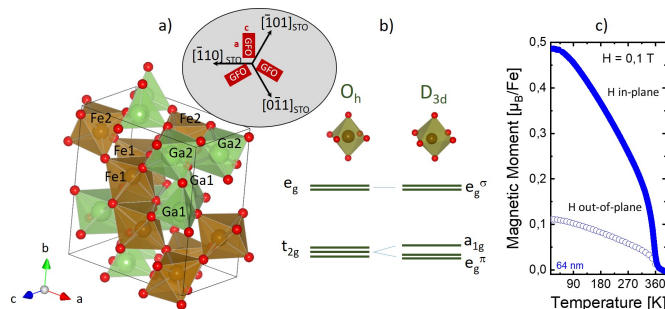 a)
[1̅01]STO
c
a
GFO
[1̅10]STO
GFO
GFO
[01̅1]STO
Fe2
Fe2
Fe1
Ga2
Ga2
Fe1
Ga1
Ga1
b
c
a
b)
Oh
D3d
eg
egσ
t2g
a1g
egπ
c)
Magnetic Moment [μB/Fe]
0,5
0,4
0,3
0,2
0,1
0,0
H = 0,1 T
H in-plane
H out-of-plane
64 nm
90
180
270
360
Temperature [K]